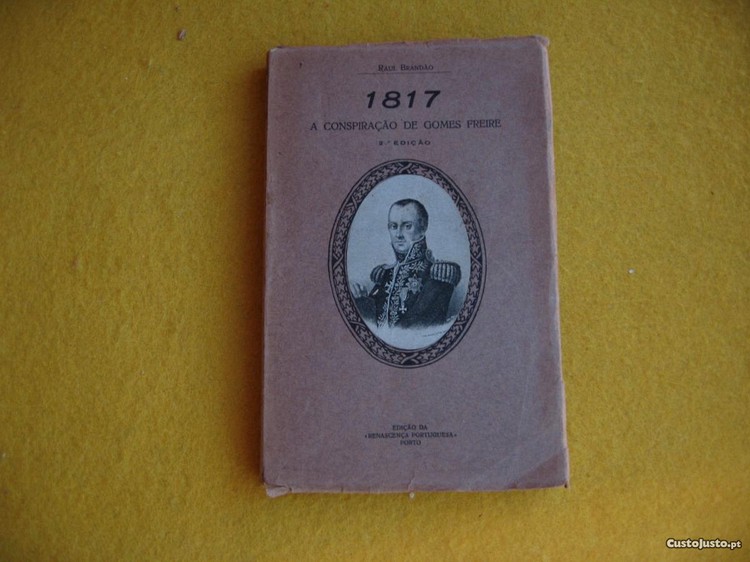 RAUL BRANDÃO
1817
A CONSPIRAÇÃO DE GOMES FREIRE
2.ª EDIÇÃO
EDIÇÃO DA
«RENASCENÇA PORTUGUESA»
PORTO
CustoJusto.pt